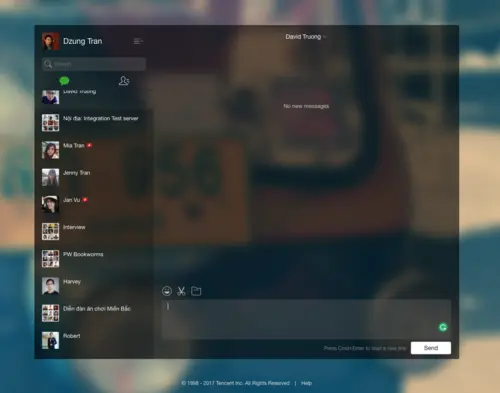 Dzung Tran
David Truong
Search
David Truong
No new messages
Nội địa: Integration Test server
Mia Tran
Jenny Tran
Jan Vu
Interview
PW Bookworms
Harvey
Diễn đàn ăn chơi Miền Bắc
Robert
Press Cmd+Enter to start a new line
Send
© 1998 - 2017 Tencent Inc. All Rights Reserved | Help